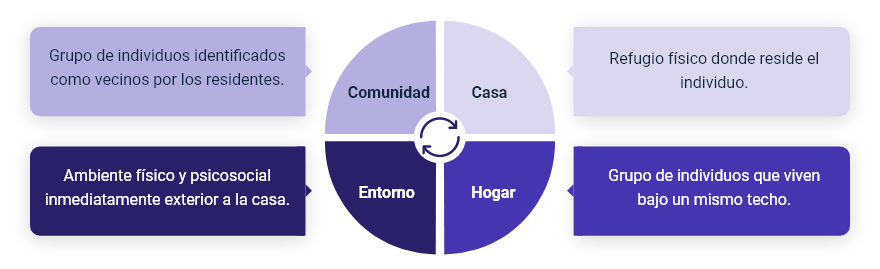 Grupo de individuos identificados
como vecinos por los residentes.
Comunidad
Casa
Refugio físico donde reside el
individuo.
Ambiente físico y psicosocial
inmediatamente exterior a la casa.
Entorno
Hogar
Grupo de individuos que viven
bajo un mismo techo.